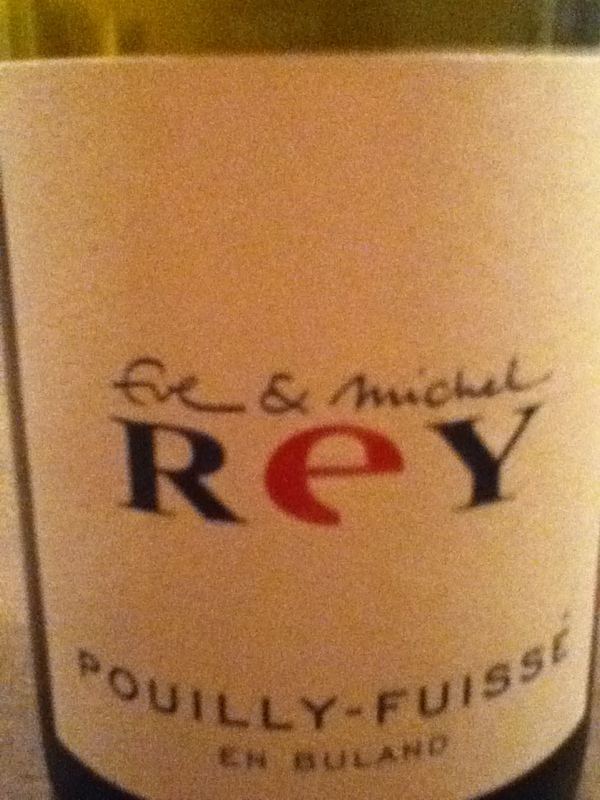 Eve & Michel
ReY
POUILLY-FUISSÉ
EN BULAND